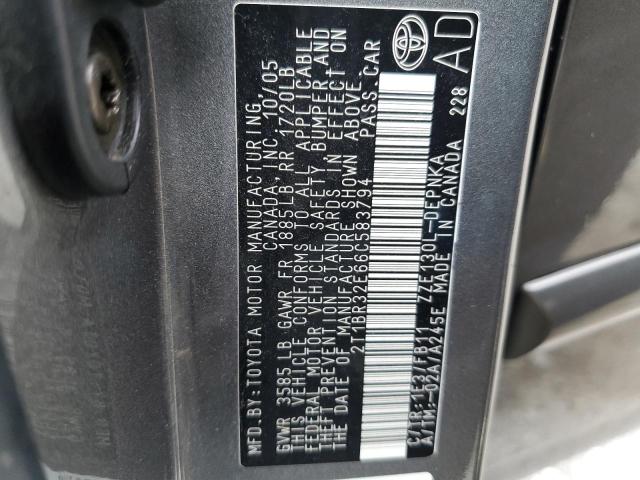 MFD.BY:TOYOTA MOTOR MANUFACTURING,
CANADA, INC. 10/05
GVWR 3585LB GAWR FR 1885LB, RR 1720LB
THIS VEHICLE CONFORMS TO ALL APPLICABLE
FEDERAL MOTOR VEHICLE SAFETY, BUMPER,AND
THEFT PREVENTION STANDARDS IN EFFECT ON
THE DATE OF MANUFACTURE SHOWN ABOVE.
2T1BR32E66C583794 PASS.CAR
C/TR:1E3/FB11 ZZE130L-DEPNKA
A/TM:-02A/A245E MADE IN CANADA 228
AD